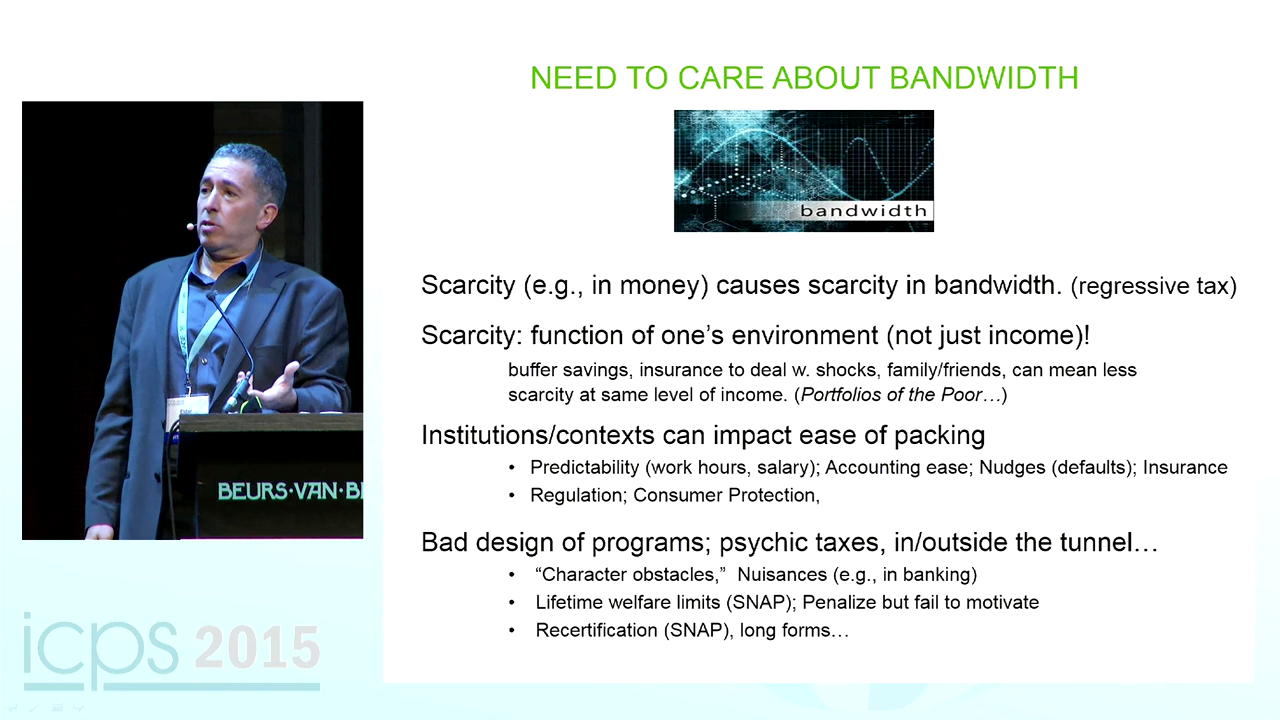 NEED TO CARE ABOUT BANDWIDTH
bandwidth
Scarcity (e.g., in money) causes scarcity in bandwidth. (regressive tax)
Scarcity: function of one’s environment (not just income)!
buffer savings, insurance to deal w. shocks, family/friends, can mean less
scarcity at same level of income. (Portfolios of the Poor…)
Institutions/contexts can impact ease of packing
• Predictability (work hours, salary); Accounting ease; Nudges (defaults); Insurance
• Regulation; Consumer Protection,
Bad design of programs; psychic taxes, in/outside the tunnel…
• “Character obstacles,” Nuisances (e.g., in banking)
• Lifetime welfare limits (SNAP); Penalize but fail to motivate
• Recertification (SNAP), long forms…
BEURS·VAN·B
icps 2015